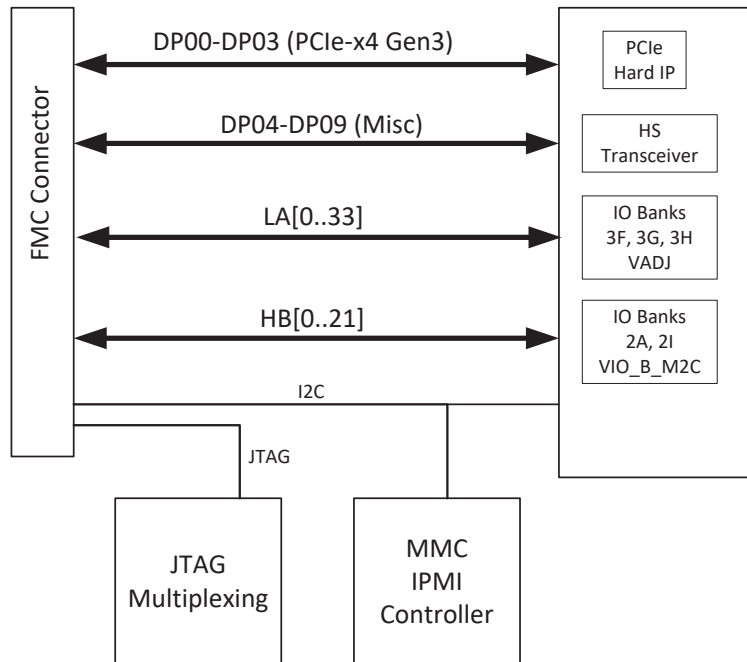 FMC Connector
DP00-DP03 (PCIe-x4 Gen3)
PCIe
Hard IP
DP04-DP09 (Misc)
HS
Transceiver
LA[0..33]
IO Banks
3F, 3G, 3H
VADJ
HB[0..21]
IO Banks
2A, 2I
VIO_B_M2C
I2C
JTAG
JTAG
Multiplexing
MMC
IPMI
Controller